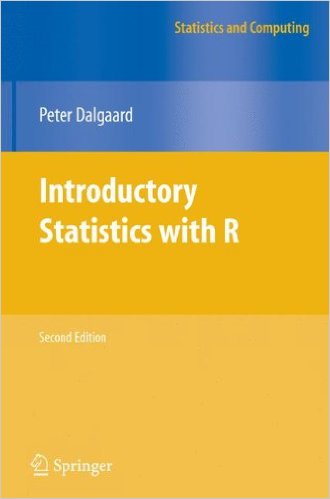 Statistics and Computing
Peter Dalgaard
Introductory
Statistics with R
Second Edition
Springer